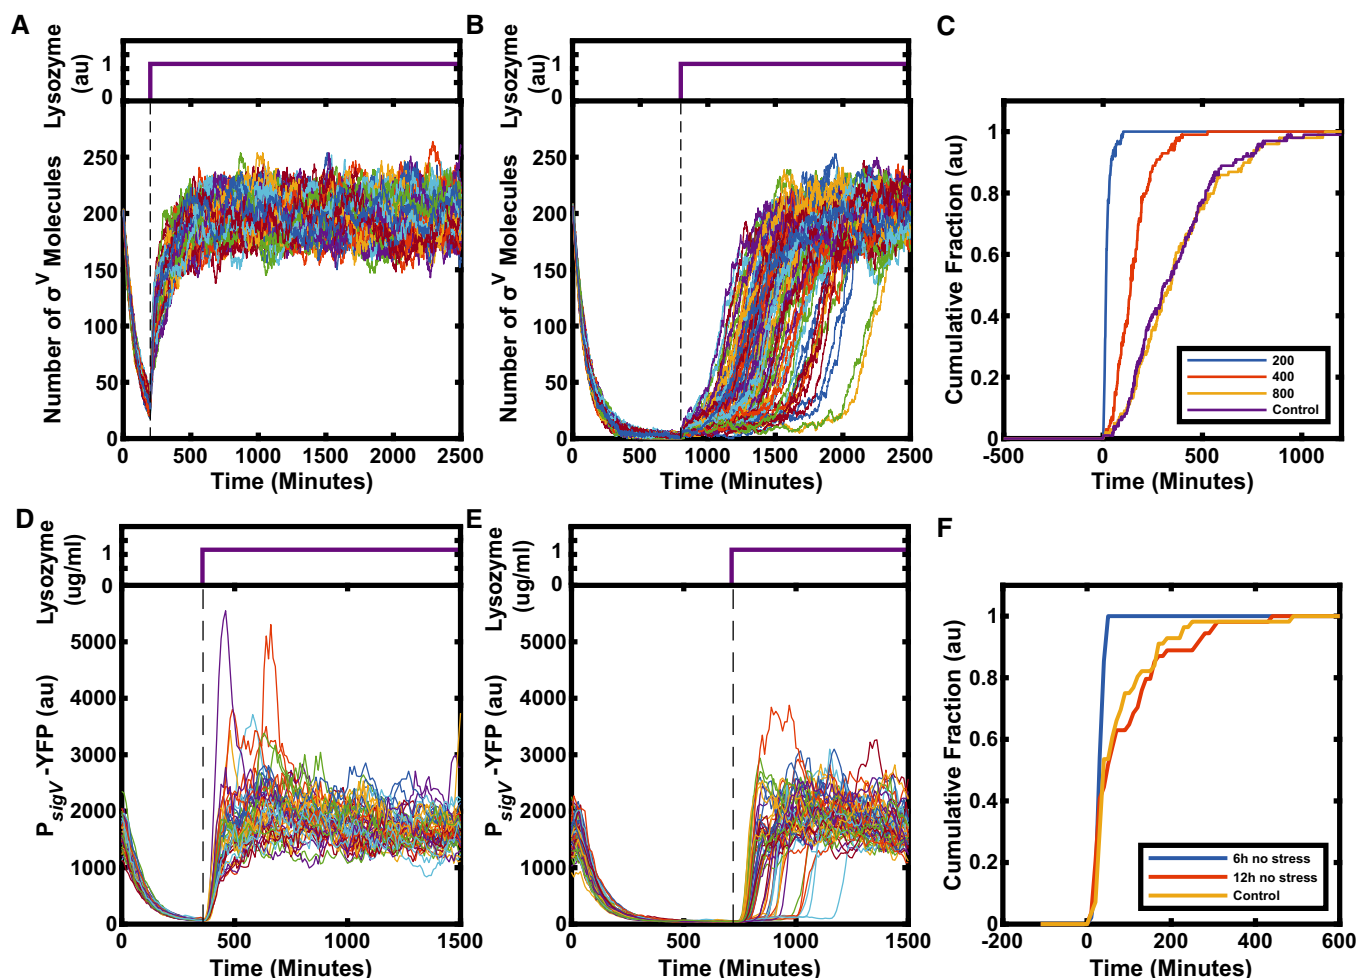 A
Lysozyme
(au)
1
0
Number of σV Molecules
250
200
150
100
50
0
0 500 1000 1500 2000 2500
Time (Minutes)
B
Lysozyme
(au)
1
0
Number of σV Molecules
250
200
150
100
50
0
0 500 1000 1500 2000 2500
Time (Minutes)
C
Cumulative Fraction (au)
1
0.8
0.6
0.4
0.2
0
-500 0 500 1000
Time (Minutes)
200
400
800
Control
D
Lysozyme
(ug/ml)
1
0
PsigV-YFP (au)
5000
4000
3000
2000
1000
0
0 500 1000 1500
Time (Minutes)
E
Lysozyme
(ug/ml)
1
0
PsigV-YFP (au)
5000
4000
3000
2000
1000
0
0 500 1000 1500
Time (Minutes)
F
Cumulative Fraction (au)
1
0.8
0.6
0.4
0.2
0
-200 0 200 400 600
Time (Minutes)
6h no stress
12h no stress
Control